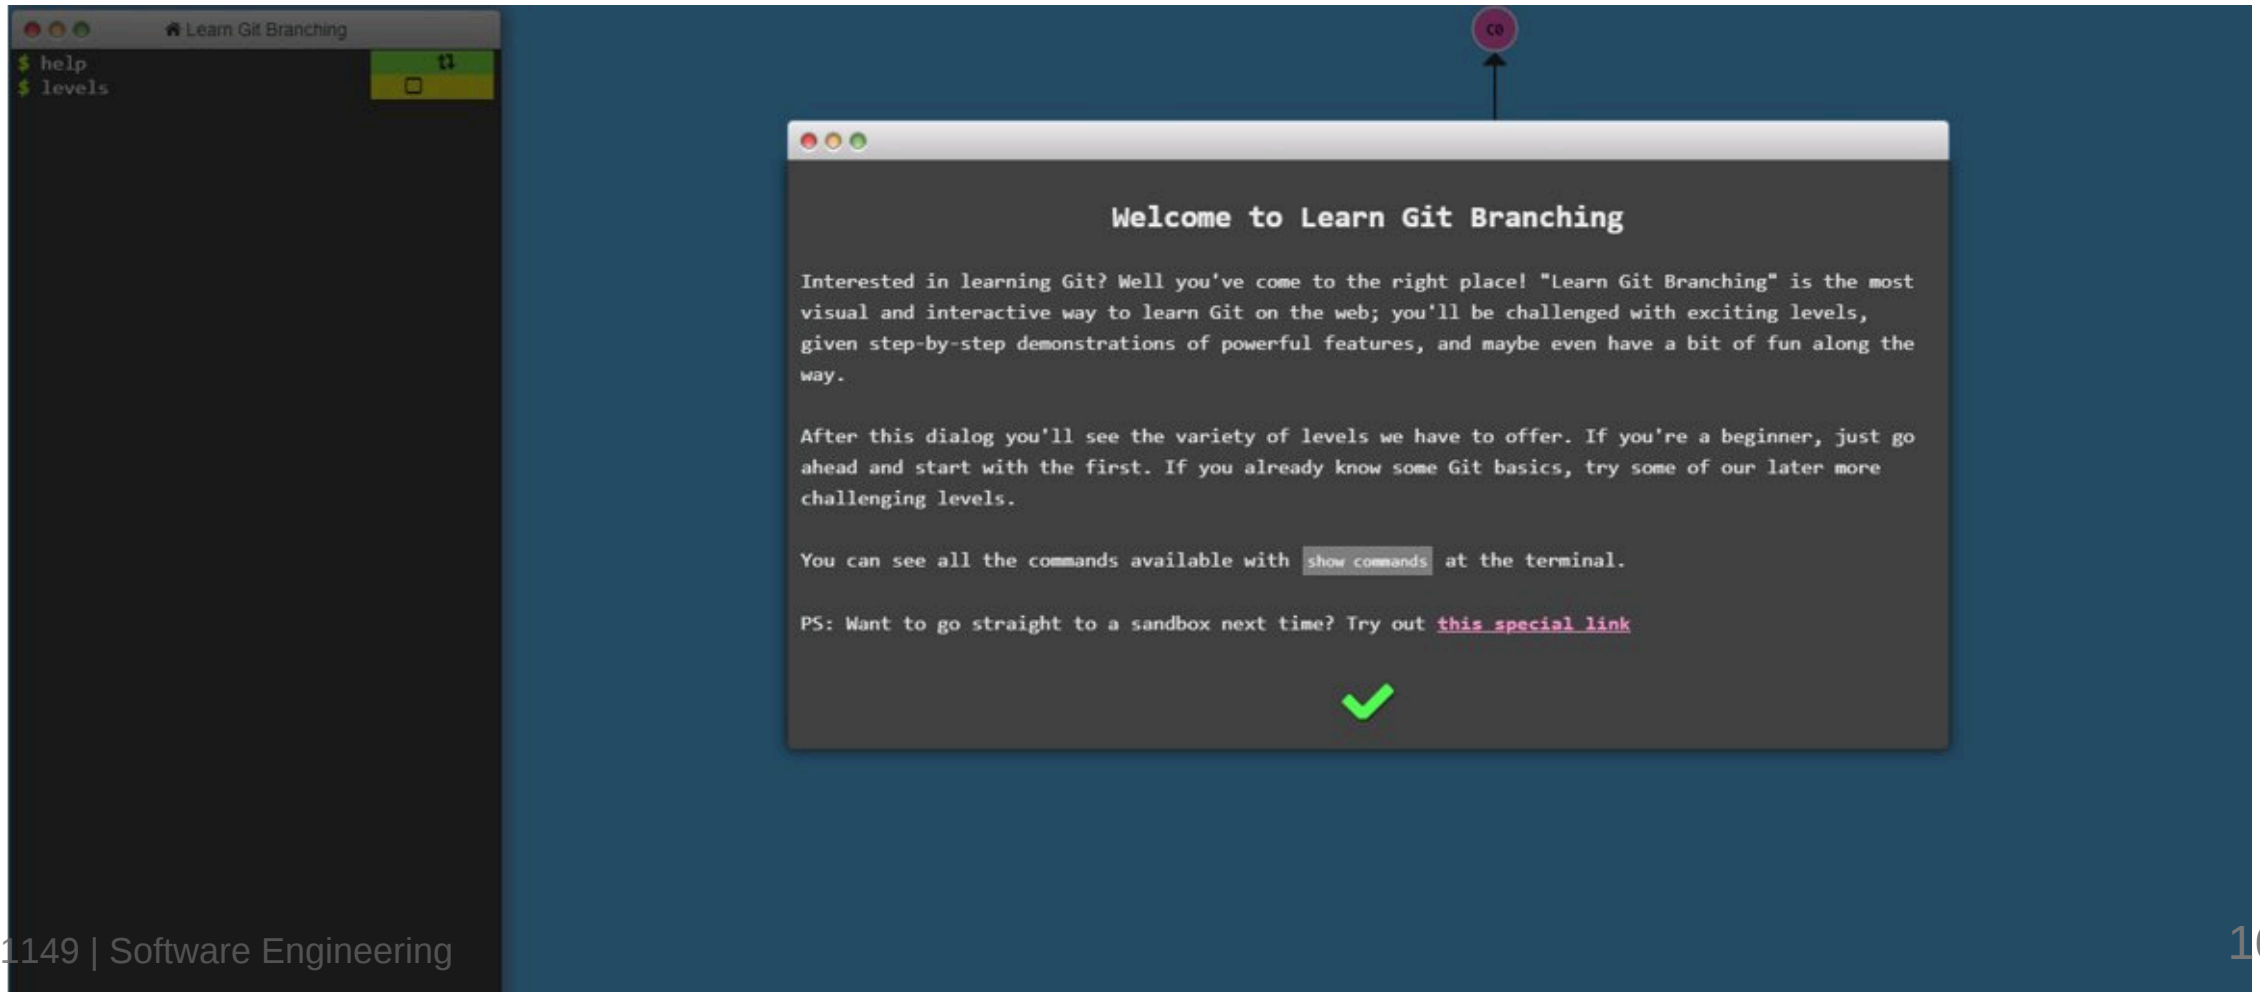 Learn Git Branching
$ help
$ levels
C0
Welcome to Learn Git Branching
Interested in learning Git? Well you've come to the right place! "Learn Git Branching" is the most
visual and interactive way to learn Git on the web; you'll be challenged with exciting levels,
given step-by-step demonstrations of powerful features, and maybe even have a bit of fun along the
way.
After this dialog you'll see the variety of levels we have to offer. If you're a beginner, just go
ahead and start with the first. If you already know some Git basics, try some of our later more
challenging levels.
You can see all the commands available with show commands at the terminal.
PS: Want to go straight to a sandbox next time? Try out this special link
1149 | Software Engineering